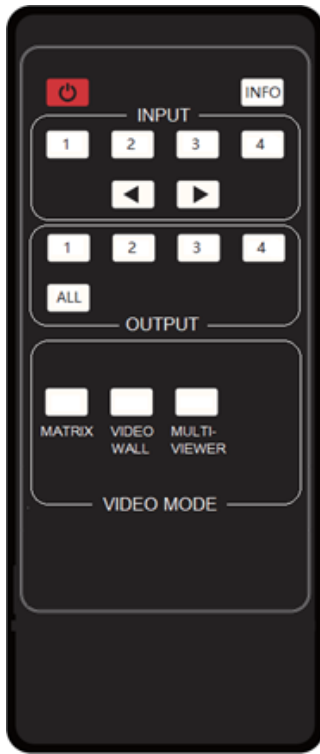 INFO
INPUT
1 2 3 4
1 2 3 4
ALL
OUTPUT
MATRIX VIDEO WALL MULTI-VIEWER
VIDEO MODE